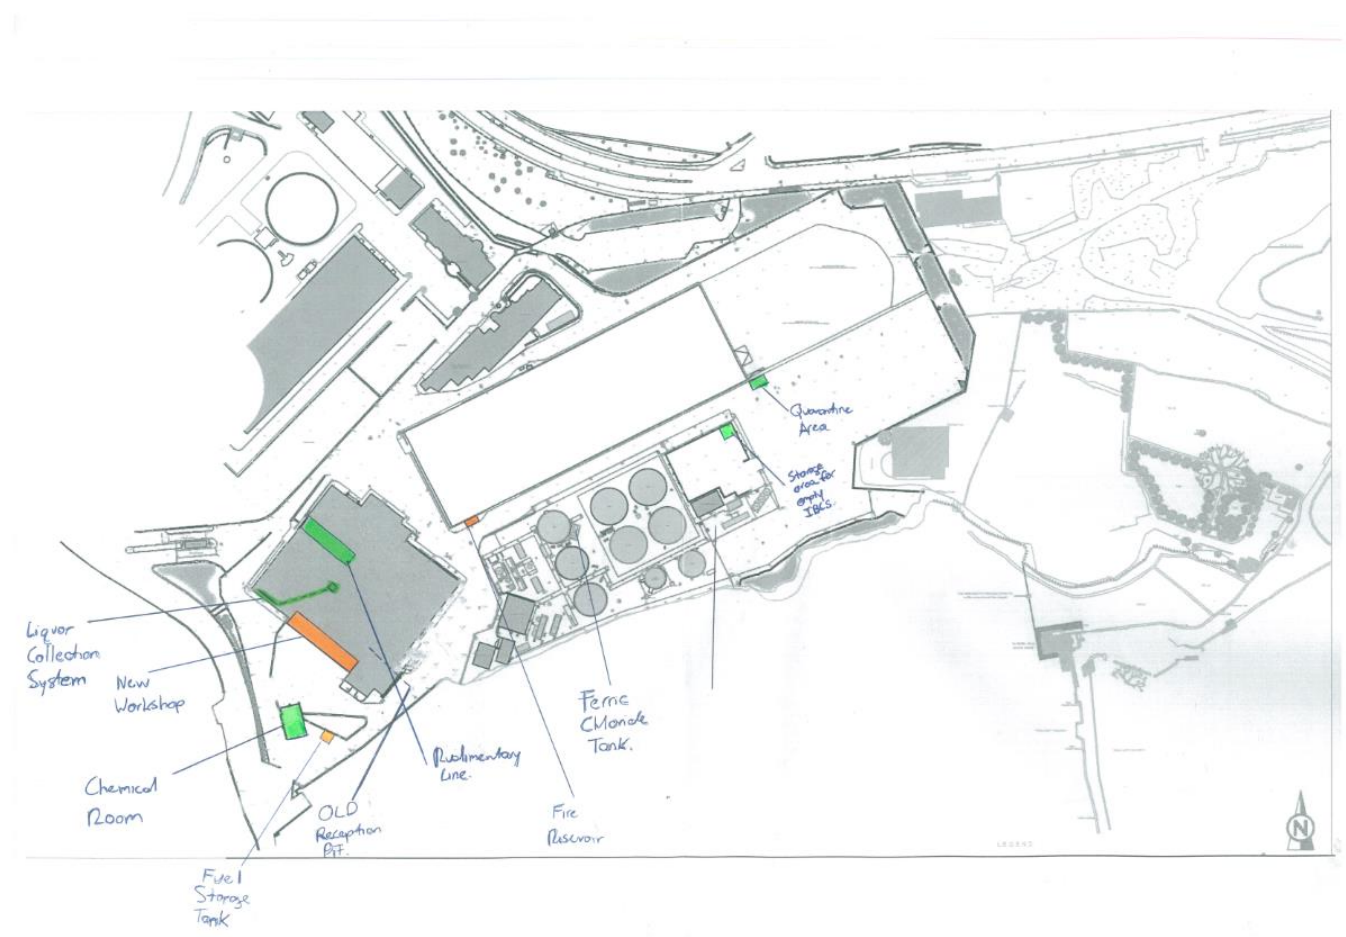 Quarantine
Area
Storage
area for
empty
IBCS.
Liquor
Collection
System
New
Workshop
Chemical
Room
Fuel
Storage
Tank
OLD
Reception
Pit.
Rudimentary
Line.
Ferric
Chloride
Tank.
Fire
Reservoir
N
LEGEND